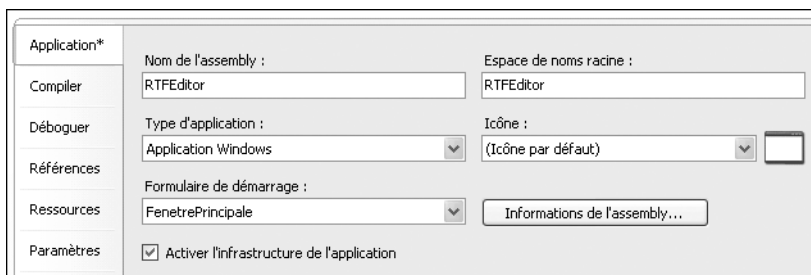 Application*
Compiler
Déboguer
Références
Ressources
Paramètres
Nom de l'assembly :
RTFEditor
Espace de noms racine :
RTFEditor
Type d'application :
Application Windows
Icône :
(Icône par défaut)
Formulaire de démarrage :
FenetrePrincipale
Informations de l'assembly...
Activer l'infrastructure de l'application